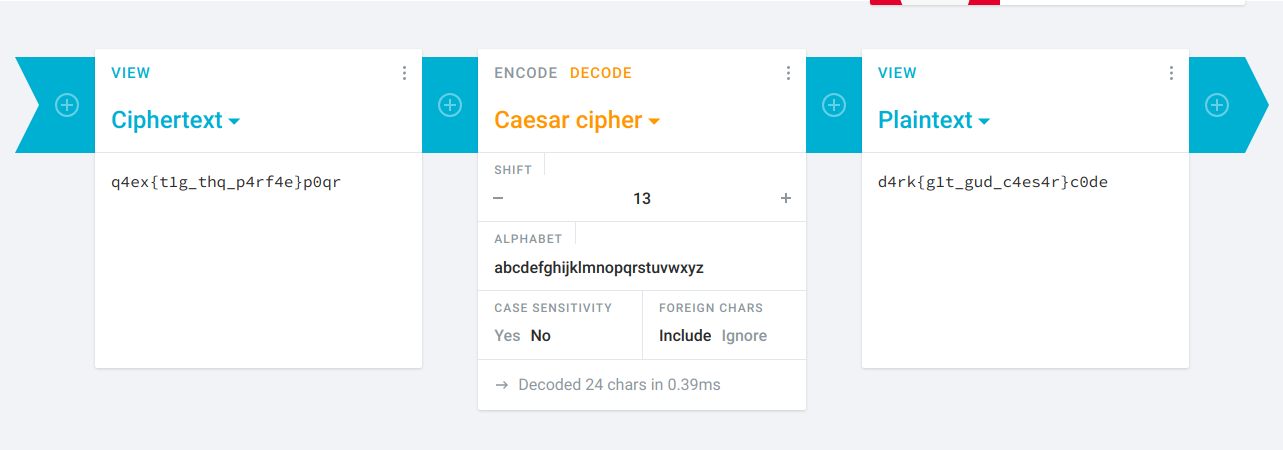 VIEW
Ciphertext
q4ex{t1g_thq_p4rf4e}p0qr
ENCODE DECODE
Caesar cipher
SHIFT
− 13 +
ALPHABET
abcdefghijklmnopqrstuvwxyz
CASE SENSITIVITY
Yes No
FOREIGN CHARS
Include Ignore
→ Decoded 24 chars in 0.39ms
VIEW
Plaintext
d4rk{g1t_gud_c4es4r}c0de